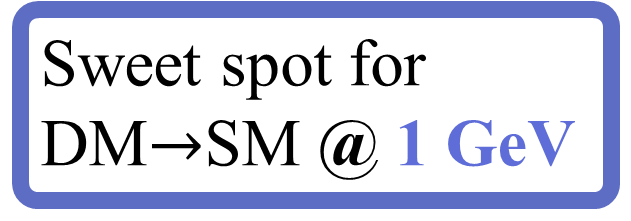 Sweet spot for
DM→SM @ 1 GeV